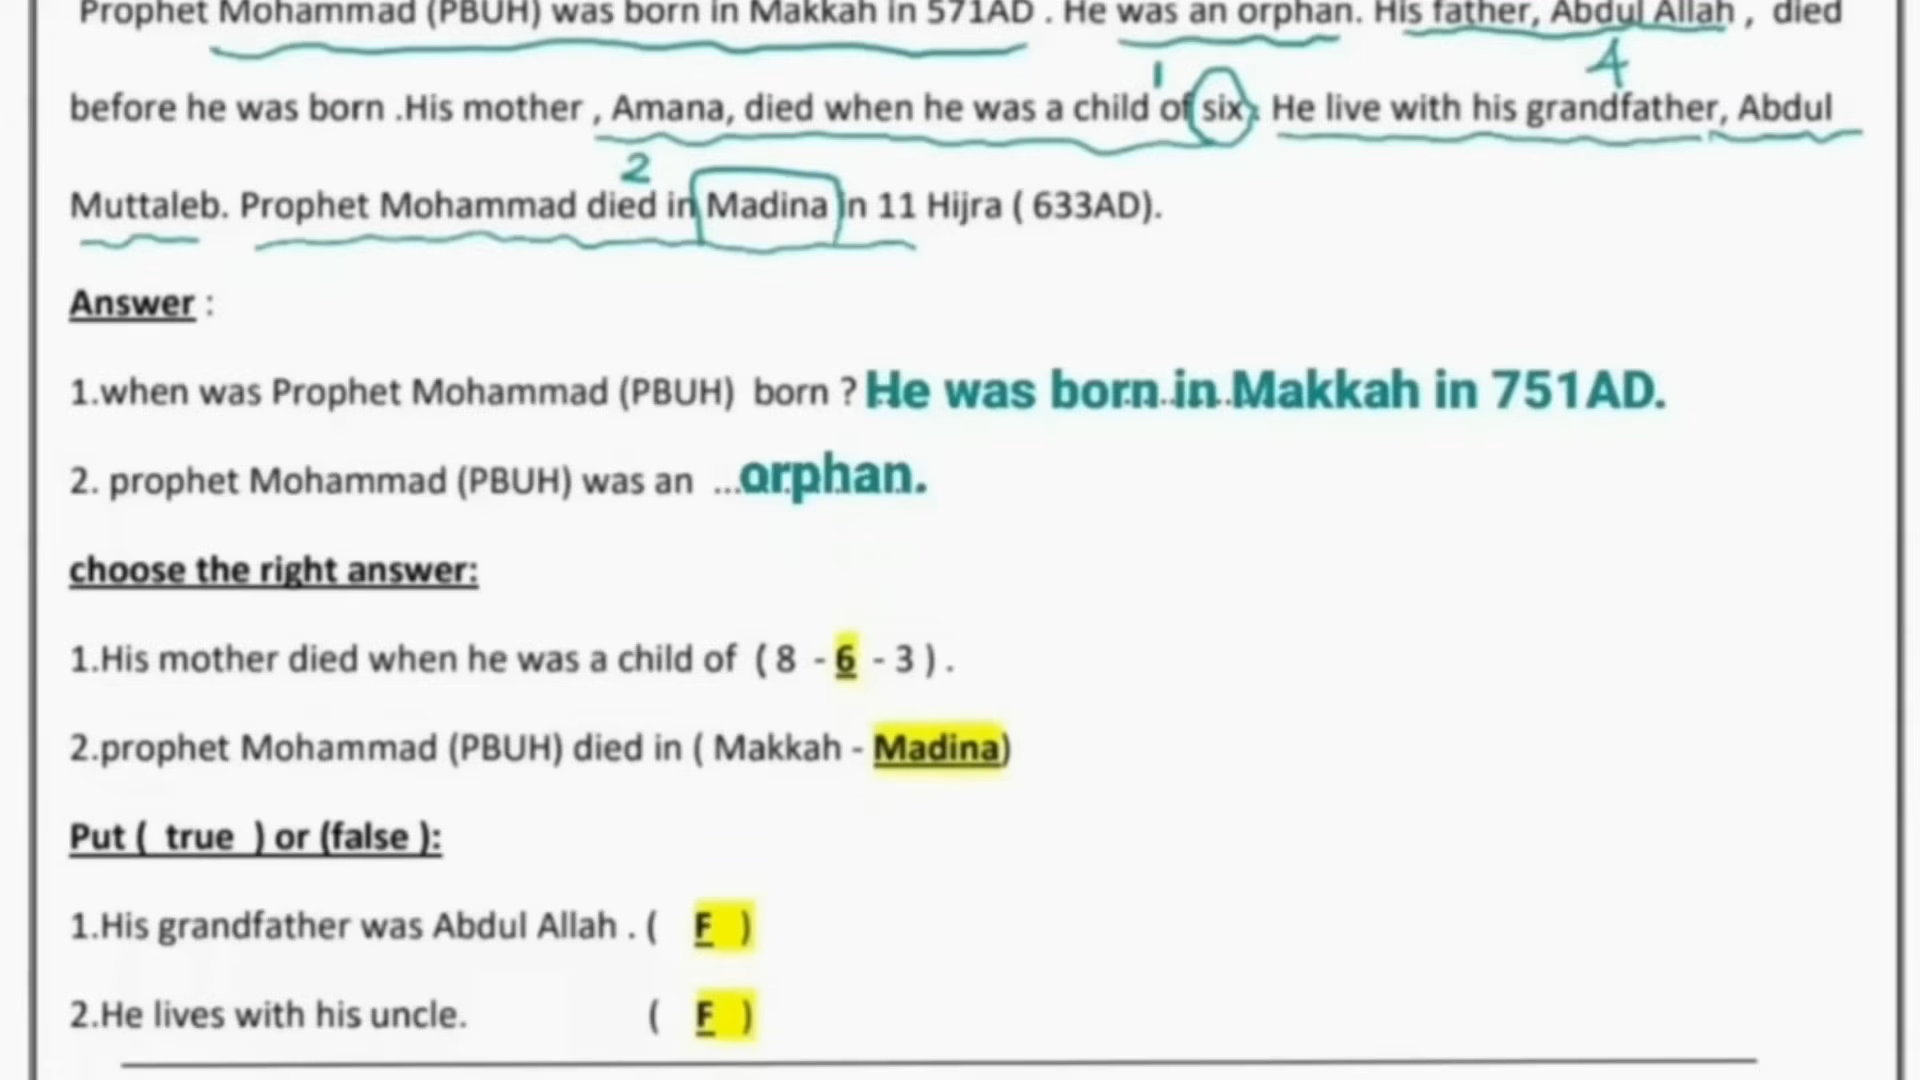 Prophet Mohammad (PBUH) was born in Makkah in 571AD . He was an orphan. His father, Abdul Allah , died
1 4
before he was born .His mother , Amana, died when he was a child of six. He live with his grandfather, Abdul
2
Muttaleb. Prophet Mohammad died in Madina in 11 Hijra ( 633AD).
Answer :
1.when was Prophet Mohammad (PBUH) born ? He was born in Makkah in 751AD.
2. prophet Mohammad (PBUH) was an ...orphan.
choose the right answer:
1.His mother died when he was a child of ( 8 - 6 - 3 ) .
2.prophet Mohammad (PBUH) died in ( Makkah - Madina)
Put ( true ) or (false ):
1.His grandfather was Abdul Allah . ( F )
2.He lives with his uncle. ( F )